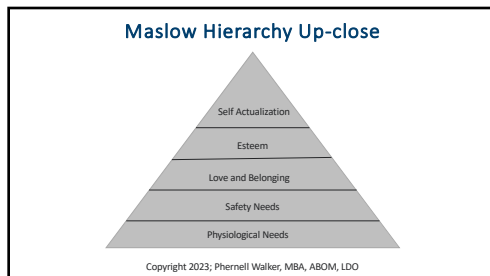 Maslow Hierarchy Up-close
Self Actualization
Esteem
Love and Belonging
Safety Needs
Physiological Needs
Copyright 2023; Phernell Walker, MBA, ABOM, LDO